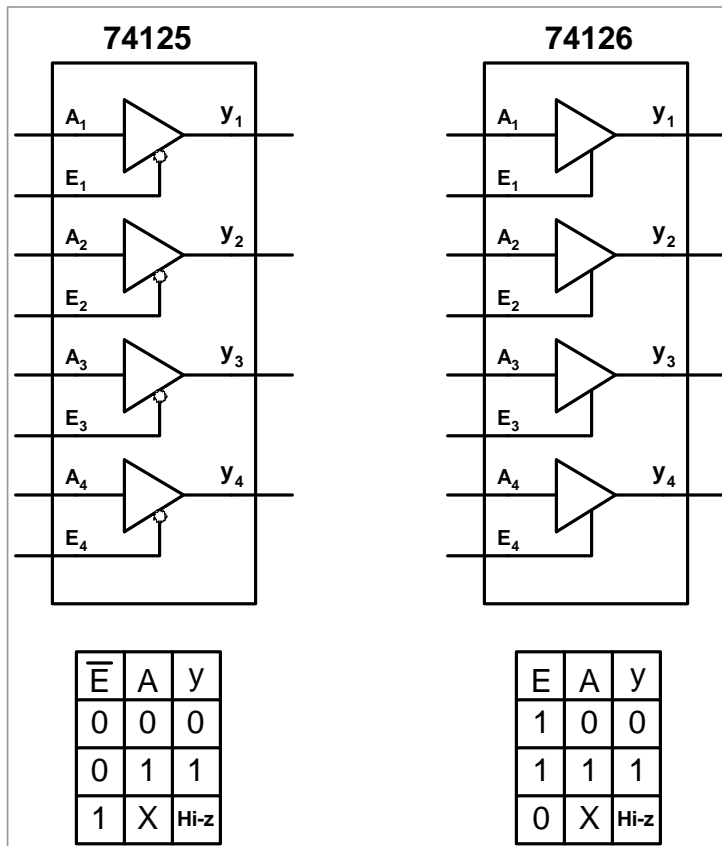 74125
74126
A1 y1
E1
A2 y2
E2
A3 y3
E3
A4 y4
E4
A1 y1
E1
A2 y2
E2
A3 y3
E3
A4 y4
E4
E̅ A y
0 0 0
0 1 1
1 X Hi-z
E A y
1 0 0
1 1 1
0 X Hi-z